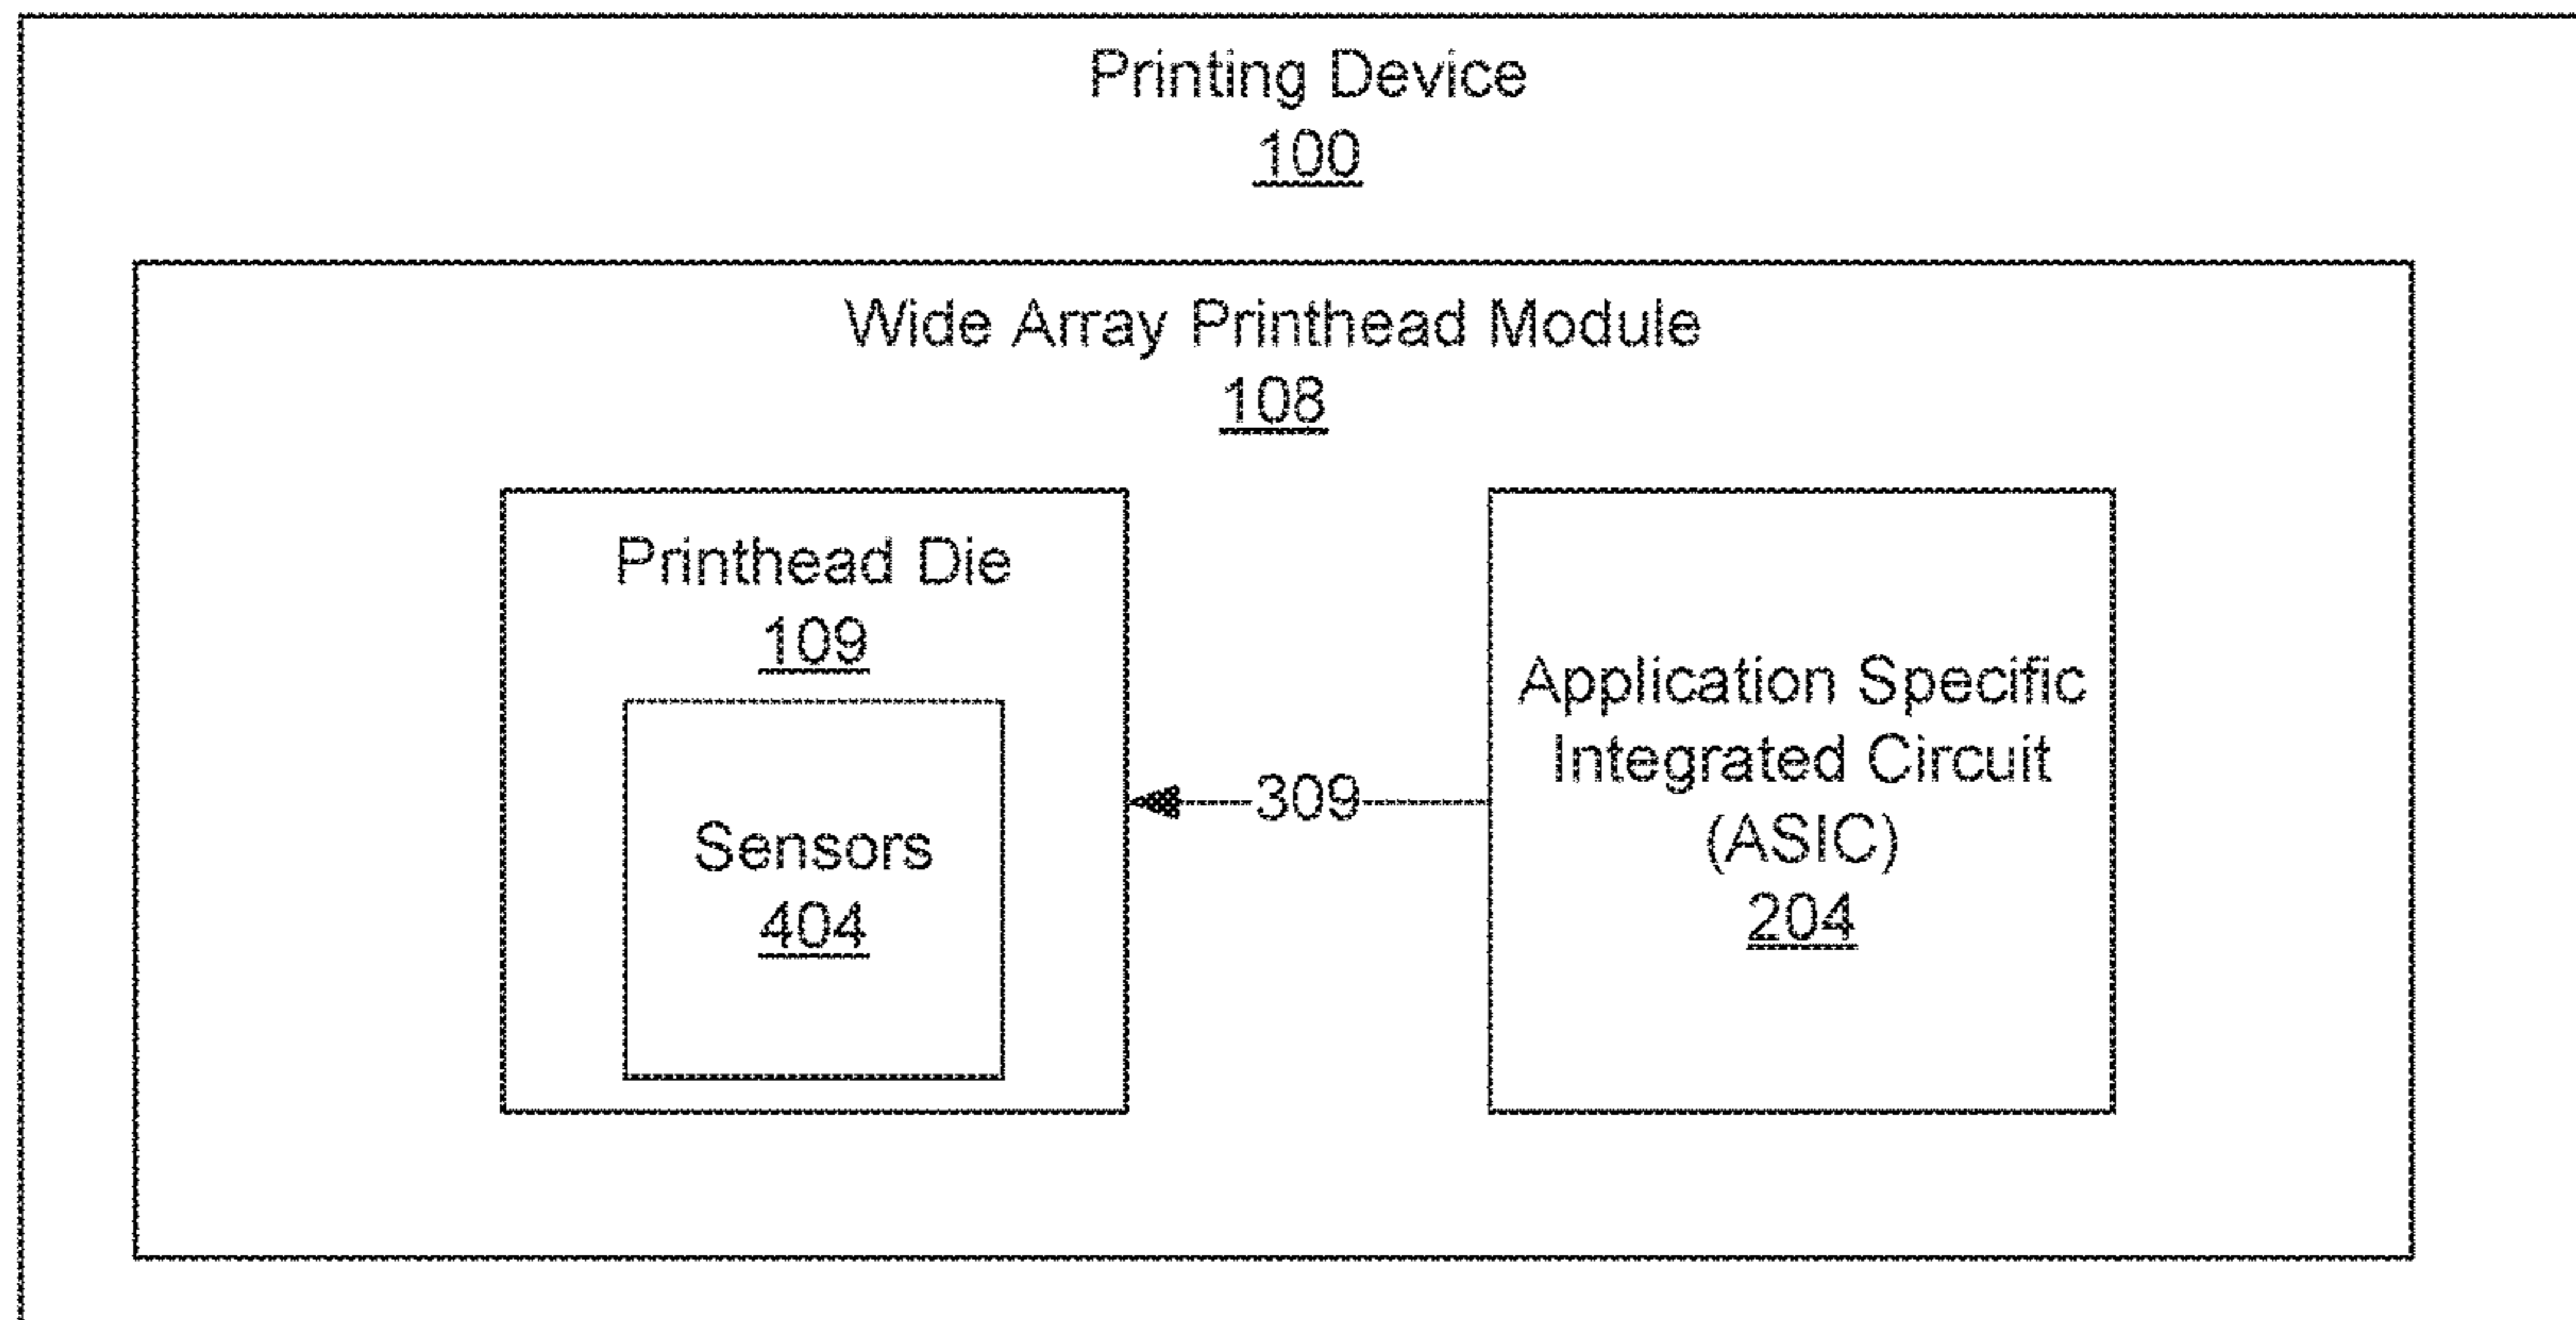 Printing Device
100
Wide Array Printhead Module
108
Printhead Die
109
Sensors
404
309
Application Specific
Integrated Circuit
(ASIC)
204